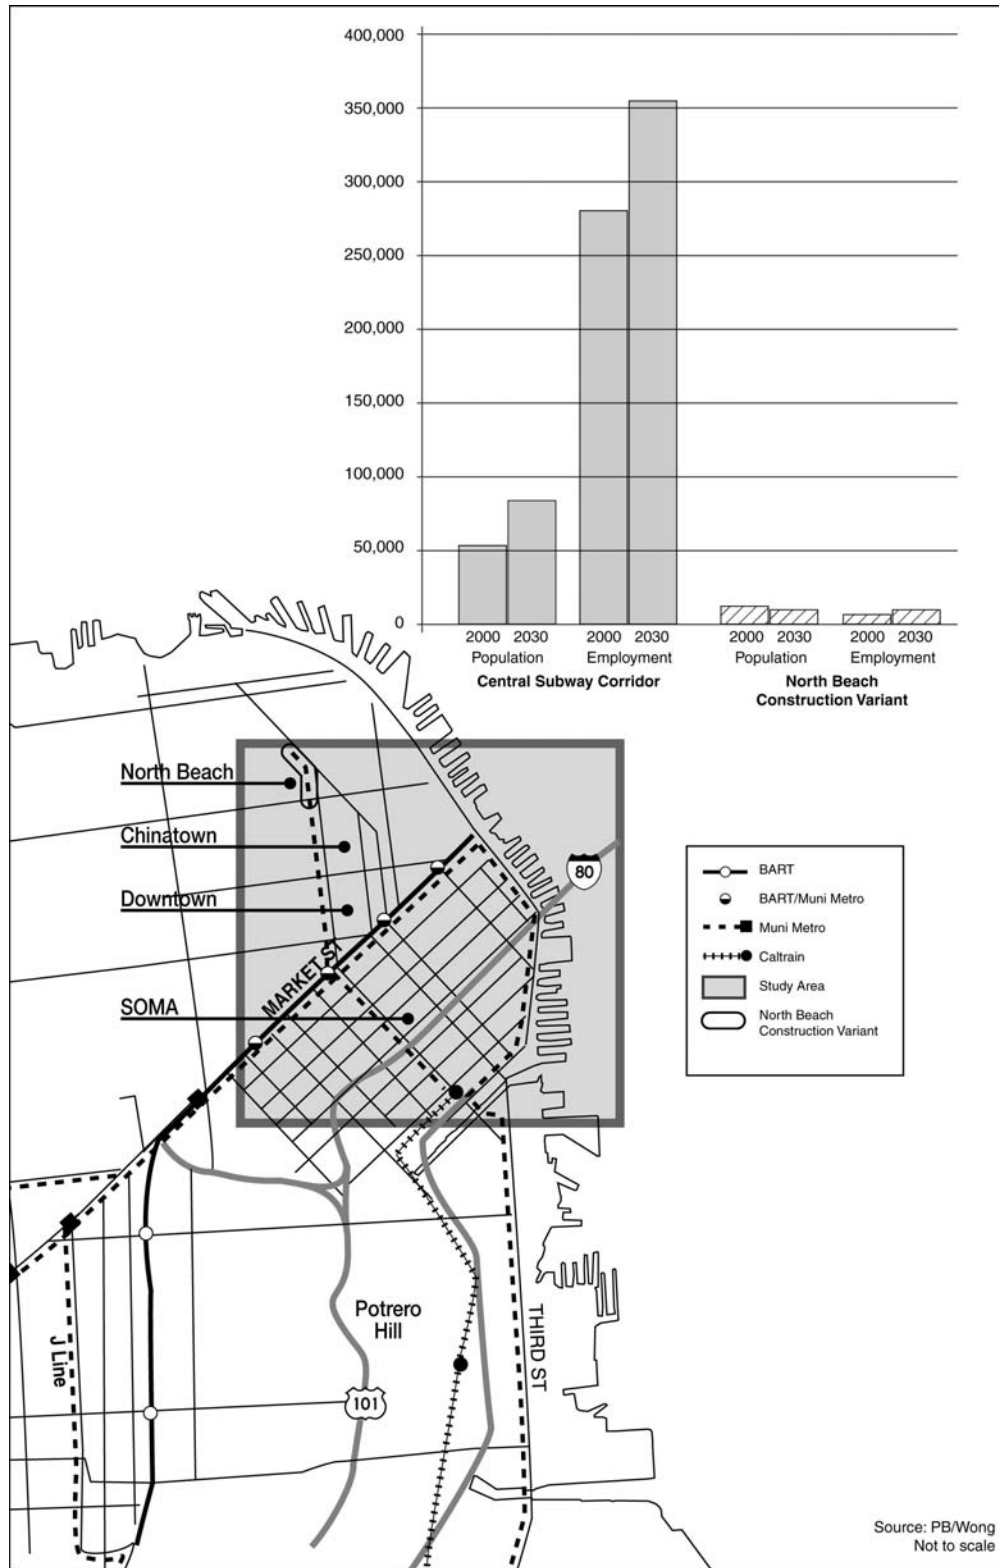 400,000
350,000
300,000
250,000
200,000
150,000
100,000
50,000
0
2000 2030 2000 2030 2000 2030 2000 2030
Population Employment Population Employment
Central Subway Corridor North Beach
Construction Variant
North Beach
Chinatown
Downtown
MARKET ST
SOMA
80
BART
BART/Muni Metro
Muni Metro
Caltrain
Study Area
North Beach
Construction Variant
Potrero
Hill
J Line
THIRD ST
101
Source: PB/Wong
Not to scale